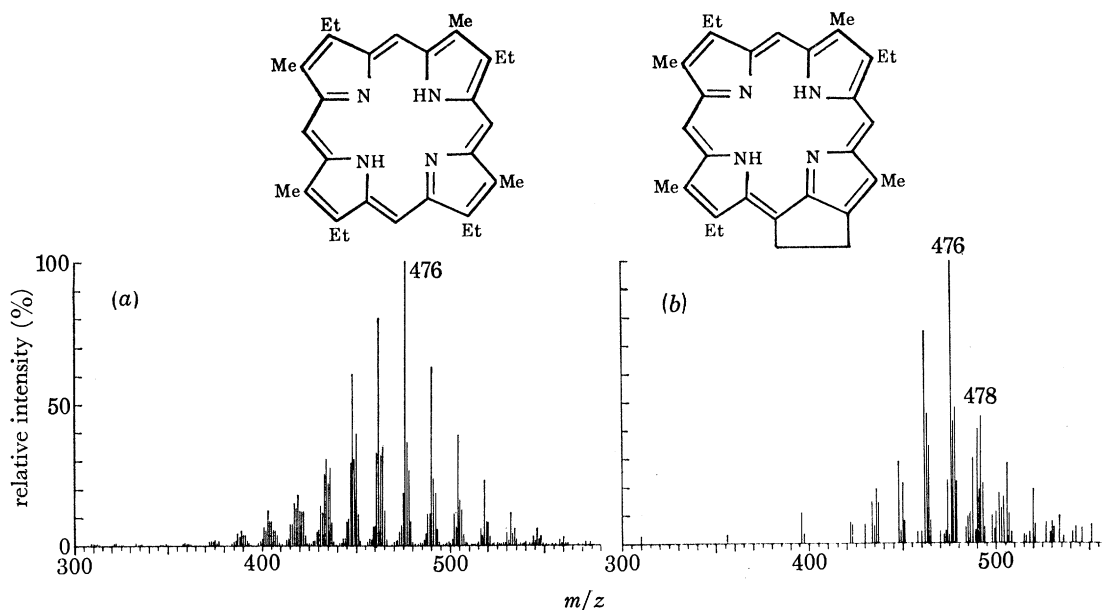 Et
Me
Me
Et
N
HN
NH
N
Me
Me
Et
Et
Et
Me
Me
Et
N
HN
NH
N
Me
Me
Et
relative intensity (%)
100
50
0
(a)
476
300
400
500
(b)
476
478
300
400
500
m/z